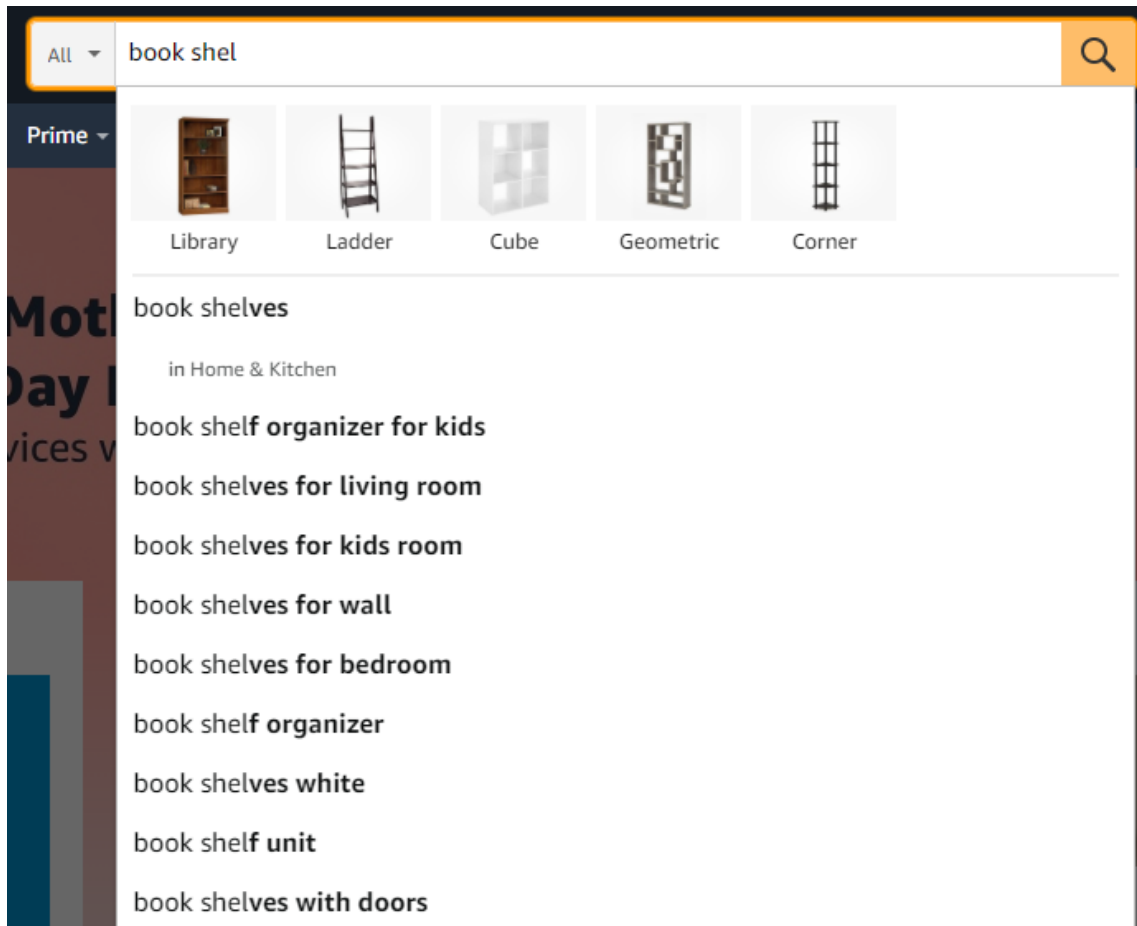 All
book shel
Prime
Library
Ladder
Cube
Geometric
Corner
book shelves
in Home & Kitchen
book shelf organizer for kids
book shelves for living room
book shelves for kids room
book shelves for wall
book shelves for bedroom
book shelf organizer
book shelves white
book shelf unit
book shelves with doors